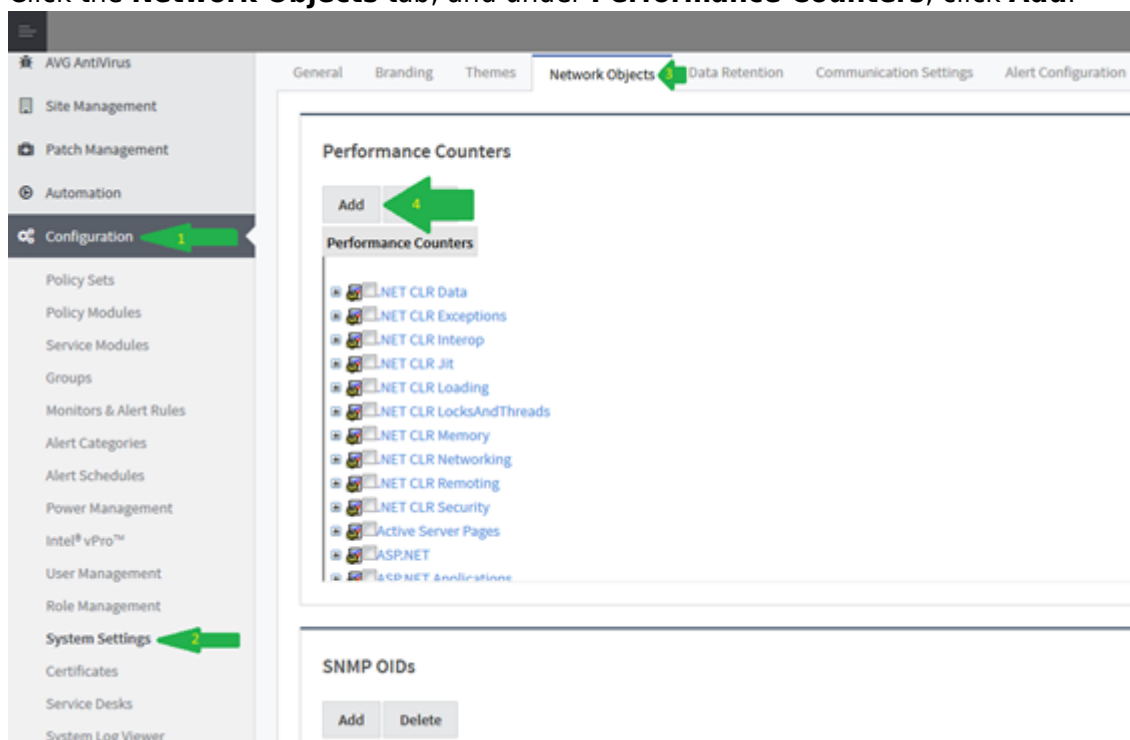 Click the Network Objects tab, and under Performance Counters, click Add.
AVG AntiVirus
Site Management
Patch Management
Automation
Configuration 1
Policy Sets
Policy Modules
Service Modules
Groups
Monitors & Alert Rules
Alert Categories
Alert Schedules
Power Management
Intel® vPro™
User Management
Role Management
System Settings 2
Certificates
Service Desks
System Log Viewer
General Branding Themes Network Objects 3 Data Retention Communication Settings Alert Configuration
Performance Counters
Add 4
Performance Counters
.NET CLR Data
.NET CLR Exceptions
.NET CLR Interop
.NET CLR Jit
.NET CLR Loading
.NET CLR LocksAndThreads
.NET CLR Memory
.NET CLR Networking
.NET CLR Remoting
.NET CLR Security
Active Server Pages
ASP.NET
ASP.NET Applications
SNMP OIDs
Add Delete